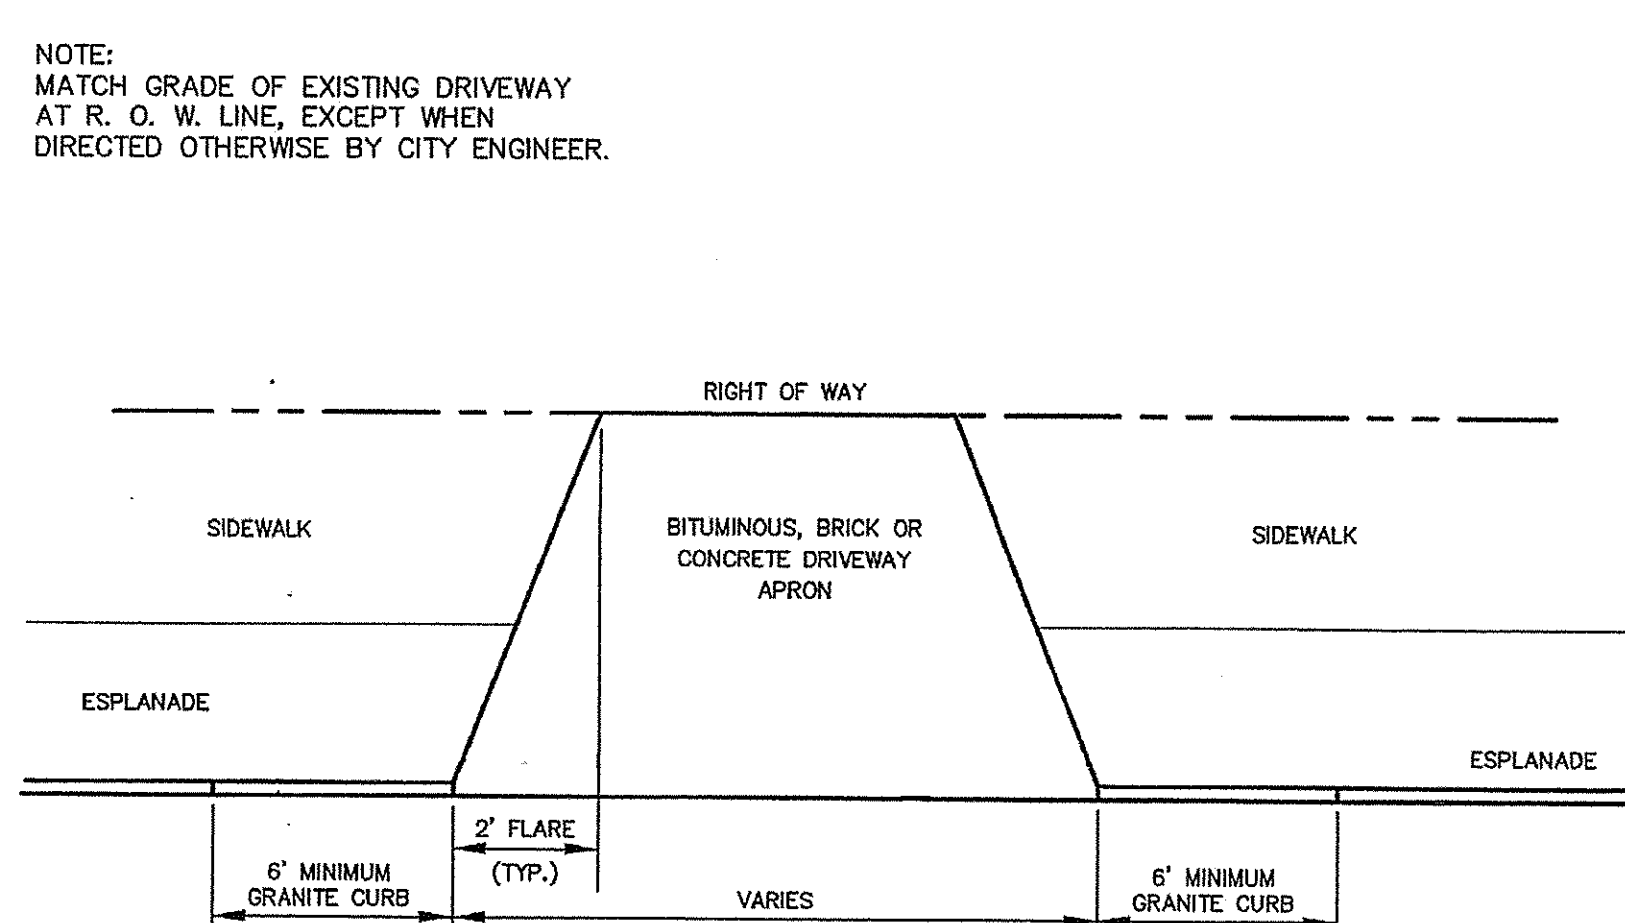 NOTE:
MATCH GRADE OF EXISTING DRIVEWAY
AT R. O. W. LINE, EXCEPT WHEN
DIRECTED OTHERWISE BY CITY ENGINEER.
RIGHT OF WAY
SIDEWALK
BITUMINOUS, BRICK OR
CONCRETE DRIVEWAY
APRON
SIDEWALK
ESPLANADE
ESPLANADE
2' FLARE
(TYP.)
6' MINIMUM
GRANITE CURB
VARIES
6' MINIMUM
GRANITE CURB